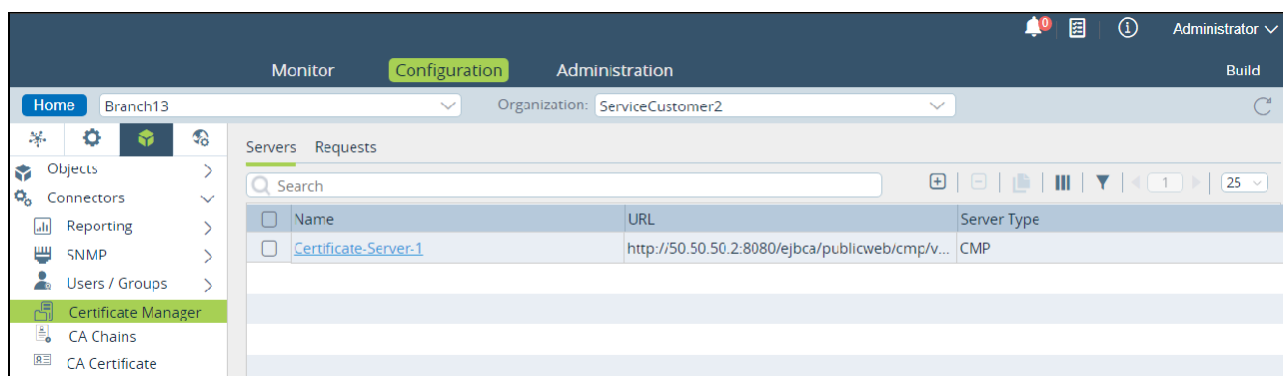 0
Administrator
Monitor Configuration Administration Build
Home Branch13 Organization: ServiceCustomer2
Servers Requests
Objects
Search 1 25
Connectors
Name URL Server Type
Reporting
Certificate-Server-1 http://50.50.50.2:8080/ejbca/publicweb/cmp/v... CMP
SNMP
Users / Groups
Certificate Manager
CA Chains
CA Certificate